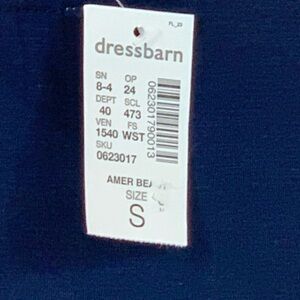 FL_22
dressbarn
SN OP
8-4 24
DEPT SCL
40 473
VEN FS
1540 WST
SKU
0623017
062301790013
AMER
SIZE
S